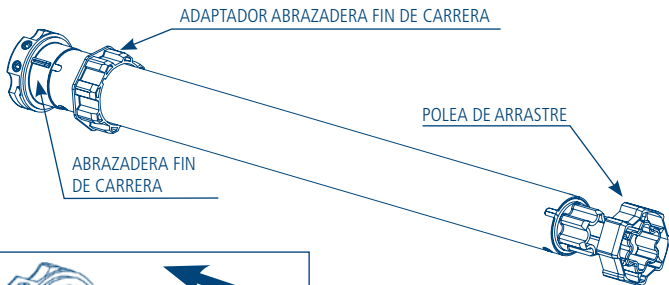 ADAPTADOR ABRAZADERA FIN DE CARRERA
POLEA DE ARRASTRE
ABRAZADERA FIN
DE CARRERA